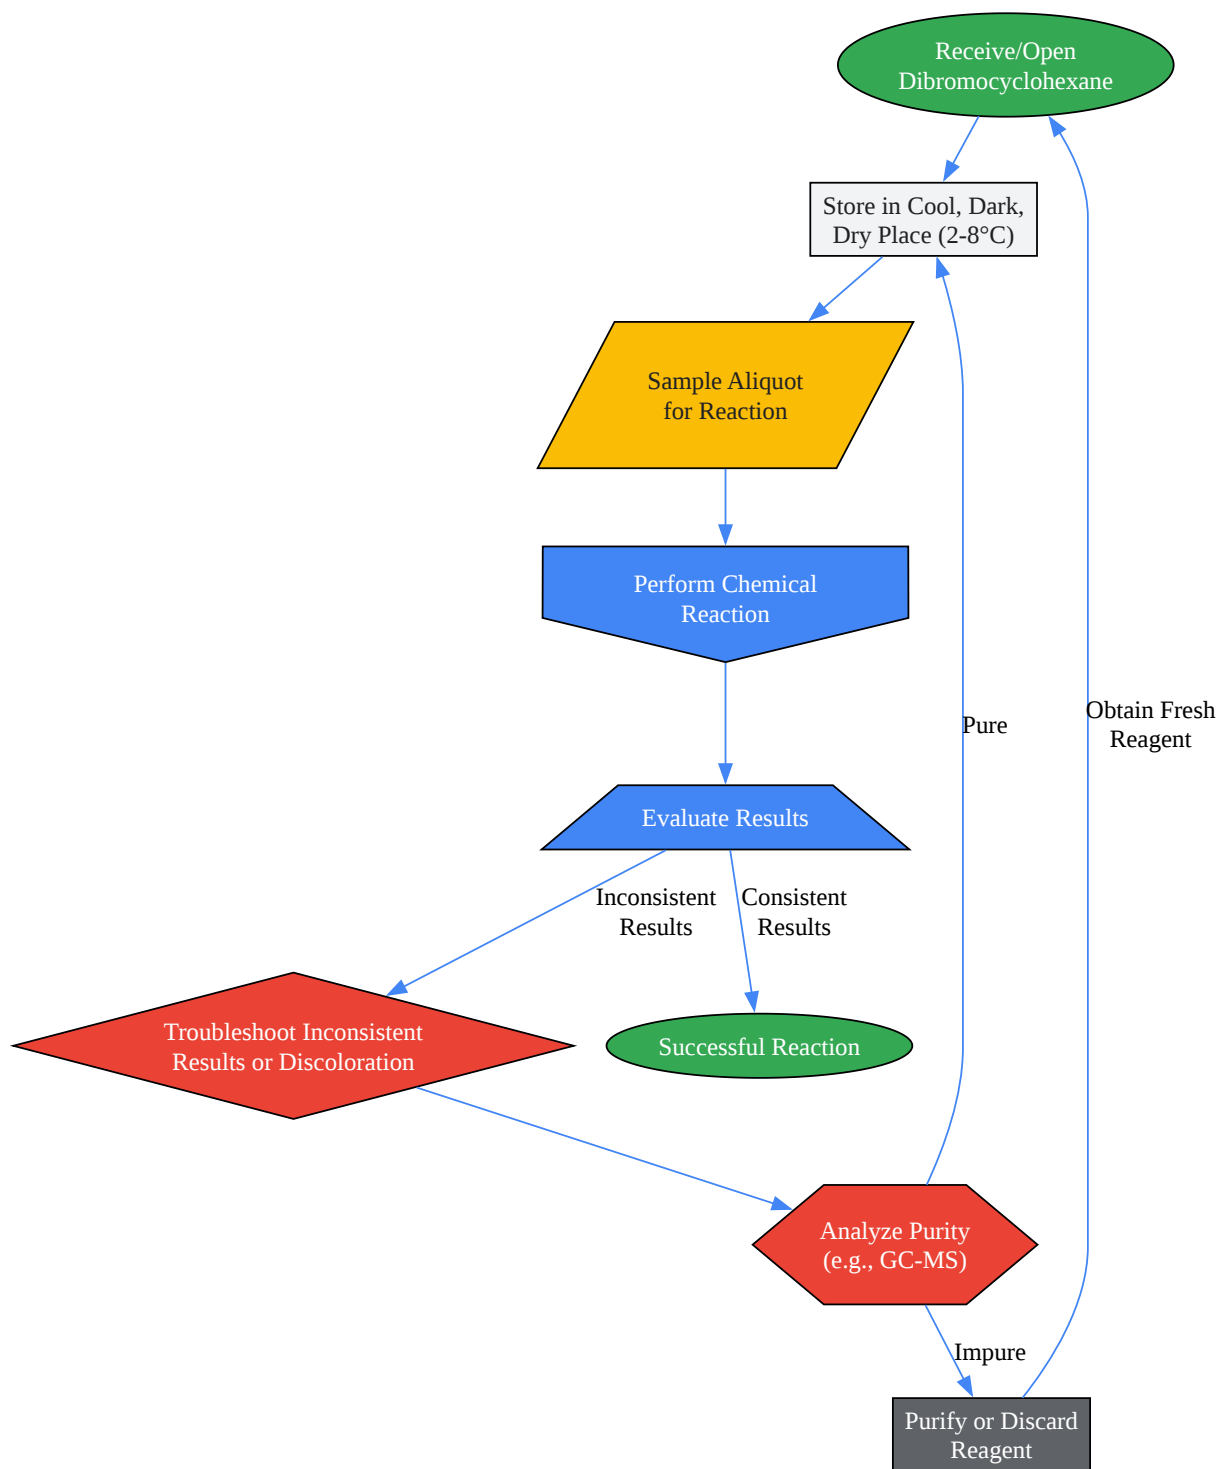 Receive/Open
Dibromocyclohexane
Store in Cool, Dark,
Dry Place (2-8°C)
Sample Aliquot
for Reaction
Perform Chemical
Reaction
Pure
Obtain Fresh
Reagent
Evaluate Results
Inconsistent
Results
Consistent
Results
Troubleshoot Inconsistent
Results or Discoloration
Successful Reaction
Analyze Purity
(e.g., GC-MS)
Impure
Purify or Discard
Reagent